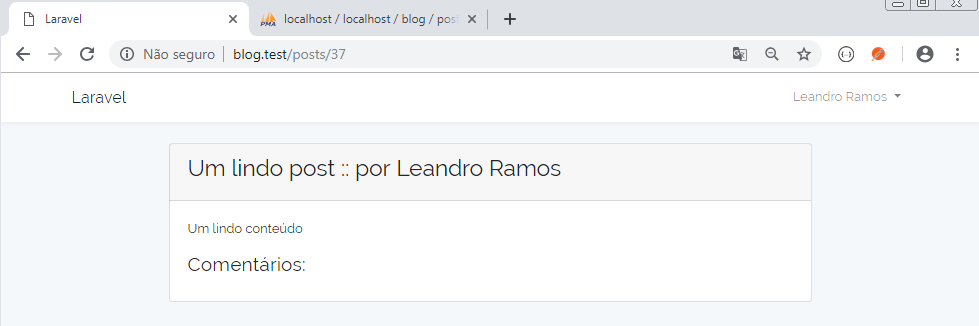 Laravel
PMA localhost / localhost / blog / post
Não seguro blog.test/posts/37
Laravel
Leandro Ramos
Um lindo post :: por Leandro Ramos
Um lindo conteúdo
Comentários: